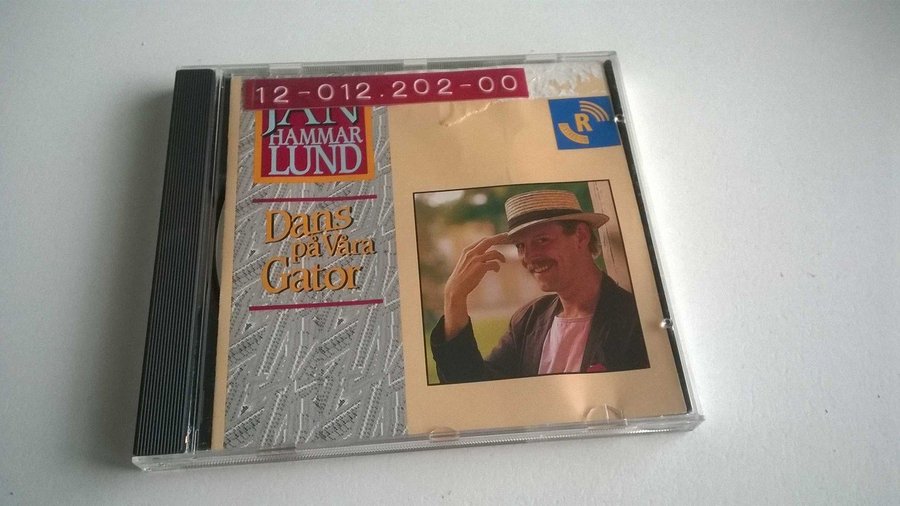 12-012.202-00
JAN
HAMMAR
LUND
Dans
på Våra
Gator
R